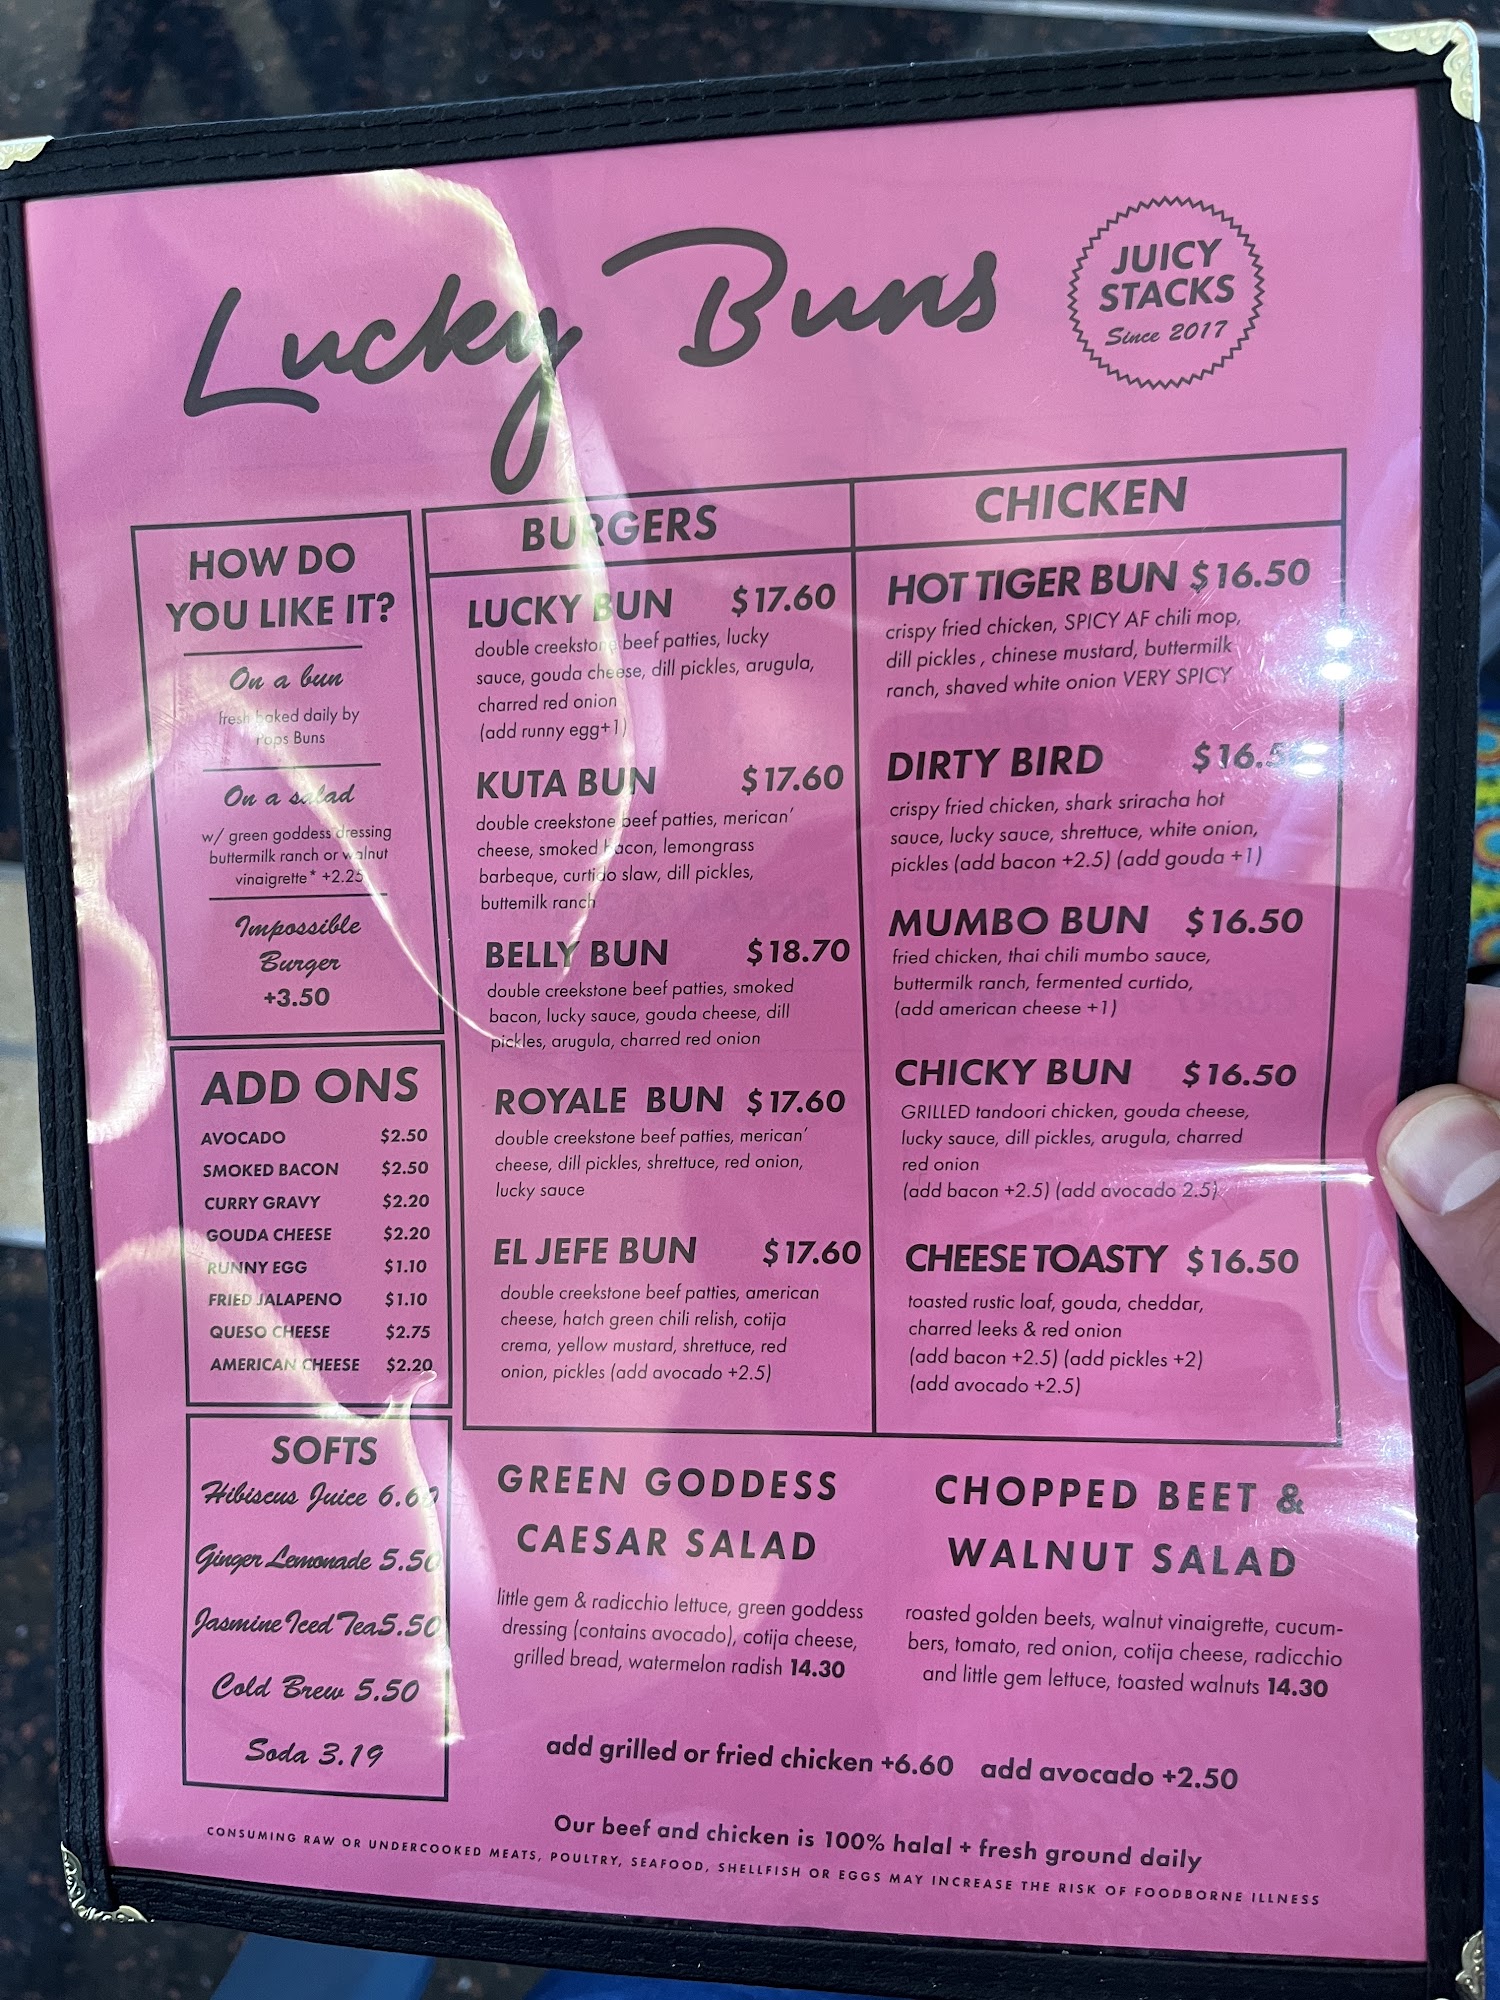 Lucky Buns
JUICY
STACKS
Since 2017
HOW DO
YOU LIKE IT?
On a bun
fresh baked daily by
Pops Buns
On a salad
w/ green goddess dressing
buttermilk ranch or walnut
vinaigrette* +2.25
Impossible
Burger
+3.50
ADD ONS
AVOCADO $2.50
SMOKED BACON $2.50
CURRY GRAVY $2.20
GOUDA CHEESE $2.20
RUNNY EGG $1.10
FRIED JALAPENO $1.10
QUESO CHEESE $2.75
AMERICAN CHEESE $2.20
SOFTS
Hibiscus Juice 6.60
Ginger Lemonade 5.50
Jasmine Iced Tea5.50
Cold Brew 5.50
Soda 3.19
BURGERS
LUCKY BUN $17.60
double creekstone beef patties, lucky
sauce, gouda cheese, dill pickles, arugula,
charred red onion
(add runny egg+1)
KUTA BUN $17.60
double creekstone beef patties, merican'
cheese, smoked bacon, lemongrass
barbeque, curtido slaw, dill pickles,
buttemilk ranch
BELLY BUN $18.70
double creekstone beef patties, smoked
bacon, lucky sauce, gouda cheese, dill
pickles, arugula, charred red onion
ROYALE BUN $17.60
double creekstone beef patties, merican'
cheese, dill pickles, shrettuce, red onion,
lucky sauce
EL JEFE BUN $17.60
double creekstone beef patties, american
cheese, hatch green chili relish, cotija
crema, yellow mustard, shrettuce, red
onion, pickles (add avocado +2.5)
CHICKEN
HOT TIGER BUN $16.50
crispy fried chicken, SPICY AF chili mop,
dill pickles , chinese mustard, buttermilk
ranch, shaved white onion VERY SPICY
DIRTY BIRD
crispy fried chicken, shark sriracha hot
sauce, lucky sauce, shrettuce, white onion,
pickles (add bacon +2.5) (add gouda +1)
MUMBO BUN $16.50
fried chicken, thai chili mumbo sauce,
buttermilk ranch, fermented curtido,
(add american cheese +1)
CHICKY BUN $16.50
GRILLED tandoori chicken, gouda cheese,
lucky sauce, dill pickles, arugula, charred
red onion
(add bacon +2.5) (add avocado 2.5)
CHEESE TOASTY $16.50
toasted rustic loaf, gouda, cheddar,
charred leeks & red onion
(add bacon +2.5) (add pickles +2)
(add avocado +2.5)
GREEN GODDESS
CAESAR SALAD
little gem & radicchio lettuce, green goddess
dressing (contains avocado), cotija cheese,
grilled bread, watermelon radish 14.30
CHOPPED BEET &
WALNUT SALAD
roasted golden beets, walnut vinaigrette, cucum-
bers, tomato, red onion, cotija cheese, radicchio
and little gem lettuce, toasted walnuts 14.30
add grilled or fried chicken +6.60 add avocado +2.50
Our beef and chicken is 100% halal + fresh ground daily
CONSUMING RAW OR UNDERCOOKED MEATS, POULTRY, SEAFOOD, SHELLFISH OR EGGS MAY INCREASE THE RISK OF FOODBORNE ILLNESS